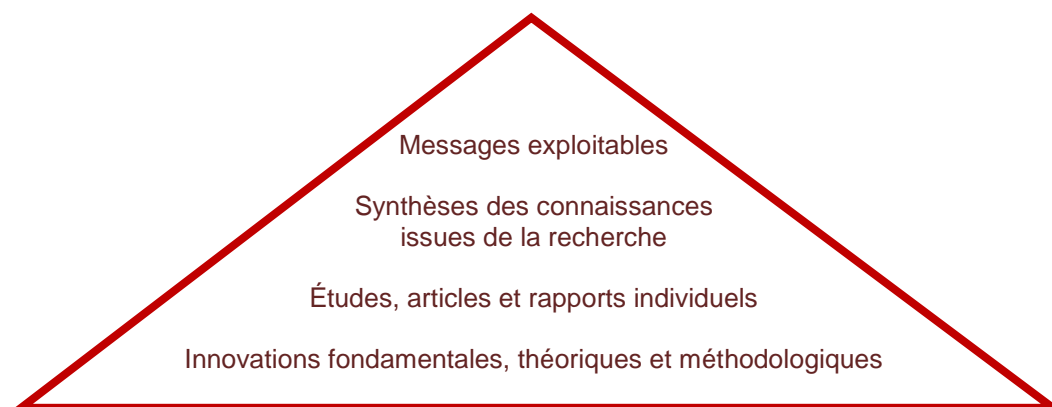 Messages exploitables
Synthèses des connaissances
issues de la recherche
Études, articles et rapports individuels
Innovations fondamentales, théoriques et méthodologiques